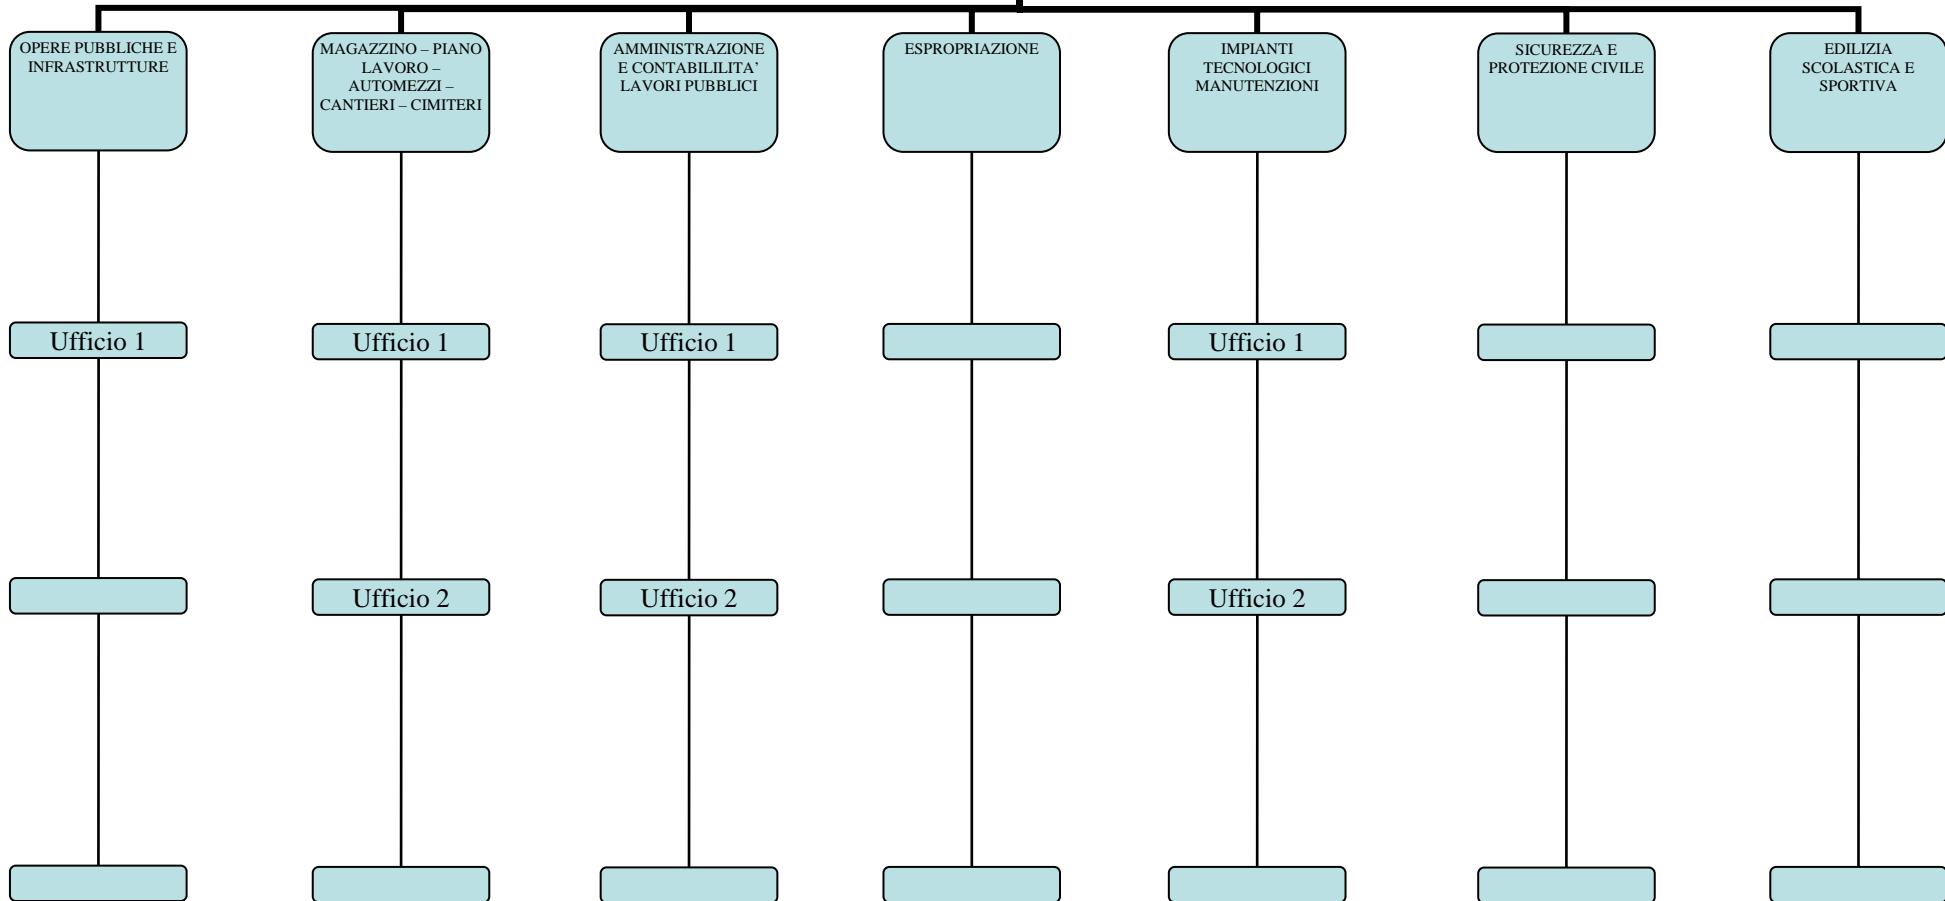 OPERE PUBBLICHE E
INFRASTRUTTURE
MAGAZZINO – PIANO
LAVORO –
AUTOMEZZI –
CANTIERI – CIMITERI
AMMINISTRAZIONE
E CONTABILILITA’
LAVORI PUBBLICI
ESPROPRIAZIONE
IMPIANTI
TECNOLOGICI
MANUTENZIONI
SICUREZZA E
PROTEZIONE CIVILE
EDILIZIA
SCOLASTICA E
SPORTIVA
Ufficio 1
Ufficio 1
Ufficio 1
Ufficio 1
Ufficio 2
Ufficio 2
Ufficio 2